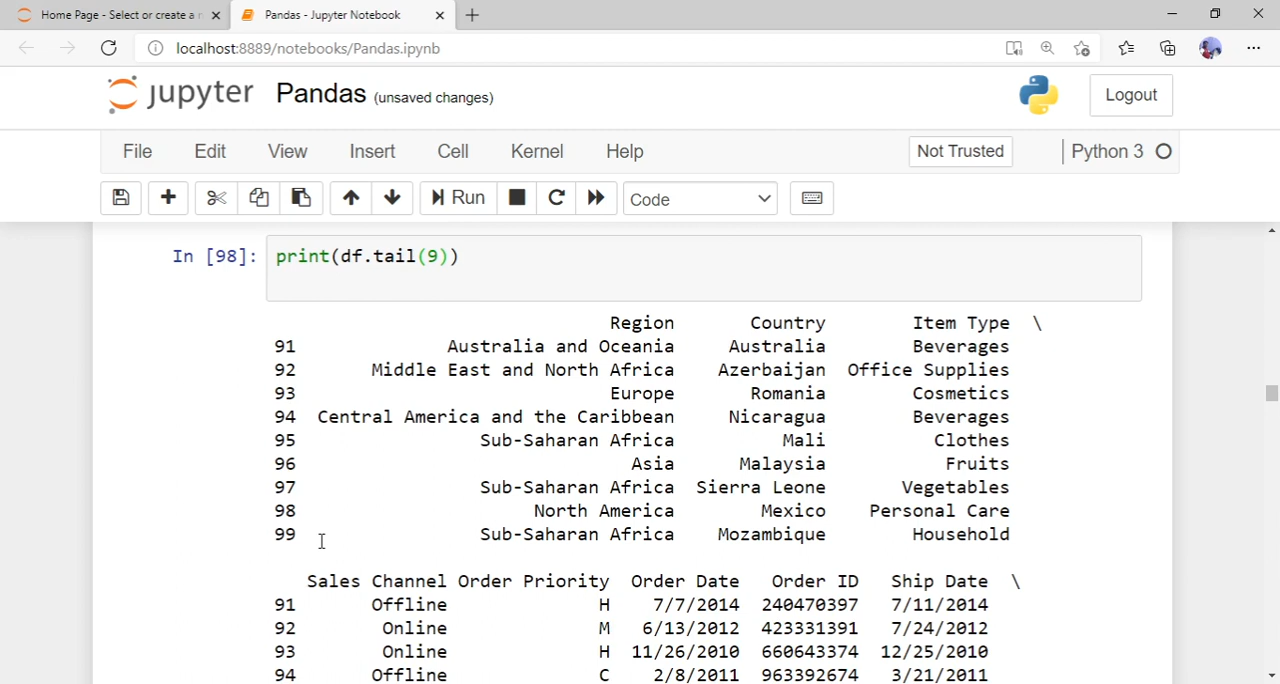 Home Page - Select or create a n
Pandas - Jupyter Notebook
localhost:8889/notebooks/Pandas.ipynb
jupyter Pandas (unsaved changes)
Logout
File Edit View Insert Cell Kernel Help Not Trusted Python 3
Run Code
In [98]: print(df.tail(9))
Region Country Item Type \
91 Australia and Oceania Australia Beverages
92 Middle East and North Africa Azerbaijan Office Supplies
93 Europe Romania Cosmetics
94 Central America and the Caribbean Nicaragua Beverages
95 Sub-Saharan Africa Mali Clothes
96 Asia Malaysia Fruits
97 Sub-Saharan Africa Sierra Leone Vegetables
98 North America Mexico Personal Care
99 Sub-Saharan Africa Mozambique Household
Sales Channel Order Priority Order Date Order ID Ship Date \
91 Offline H 7/7/2014 240470397 7/11/2014
92 Online M 6/13/2012 423331391 7/24/2012
93 Online H 11/26/2010 660643374 12/25/2010
94 Offline C 2/8/2011 963392674 3/21/2011